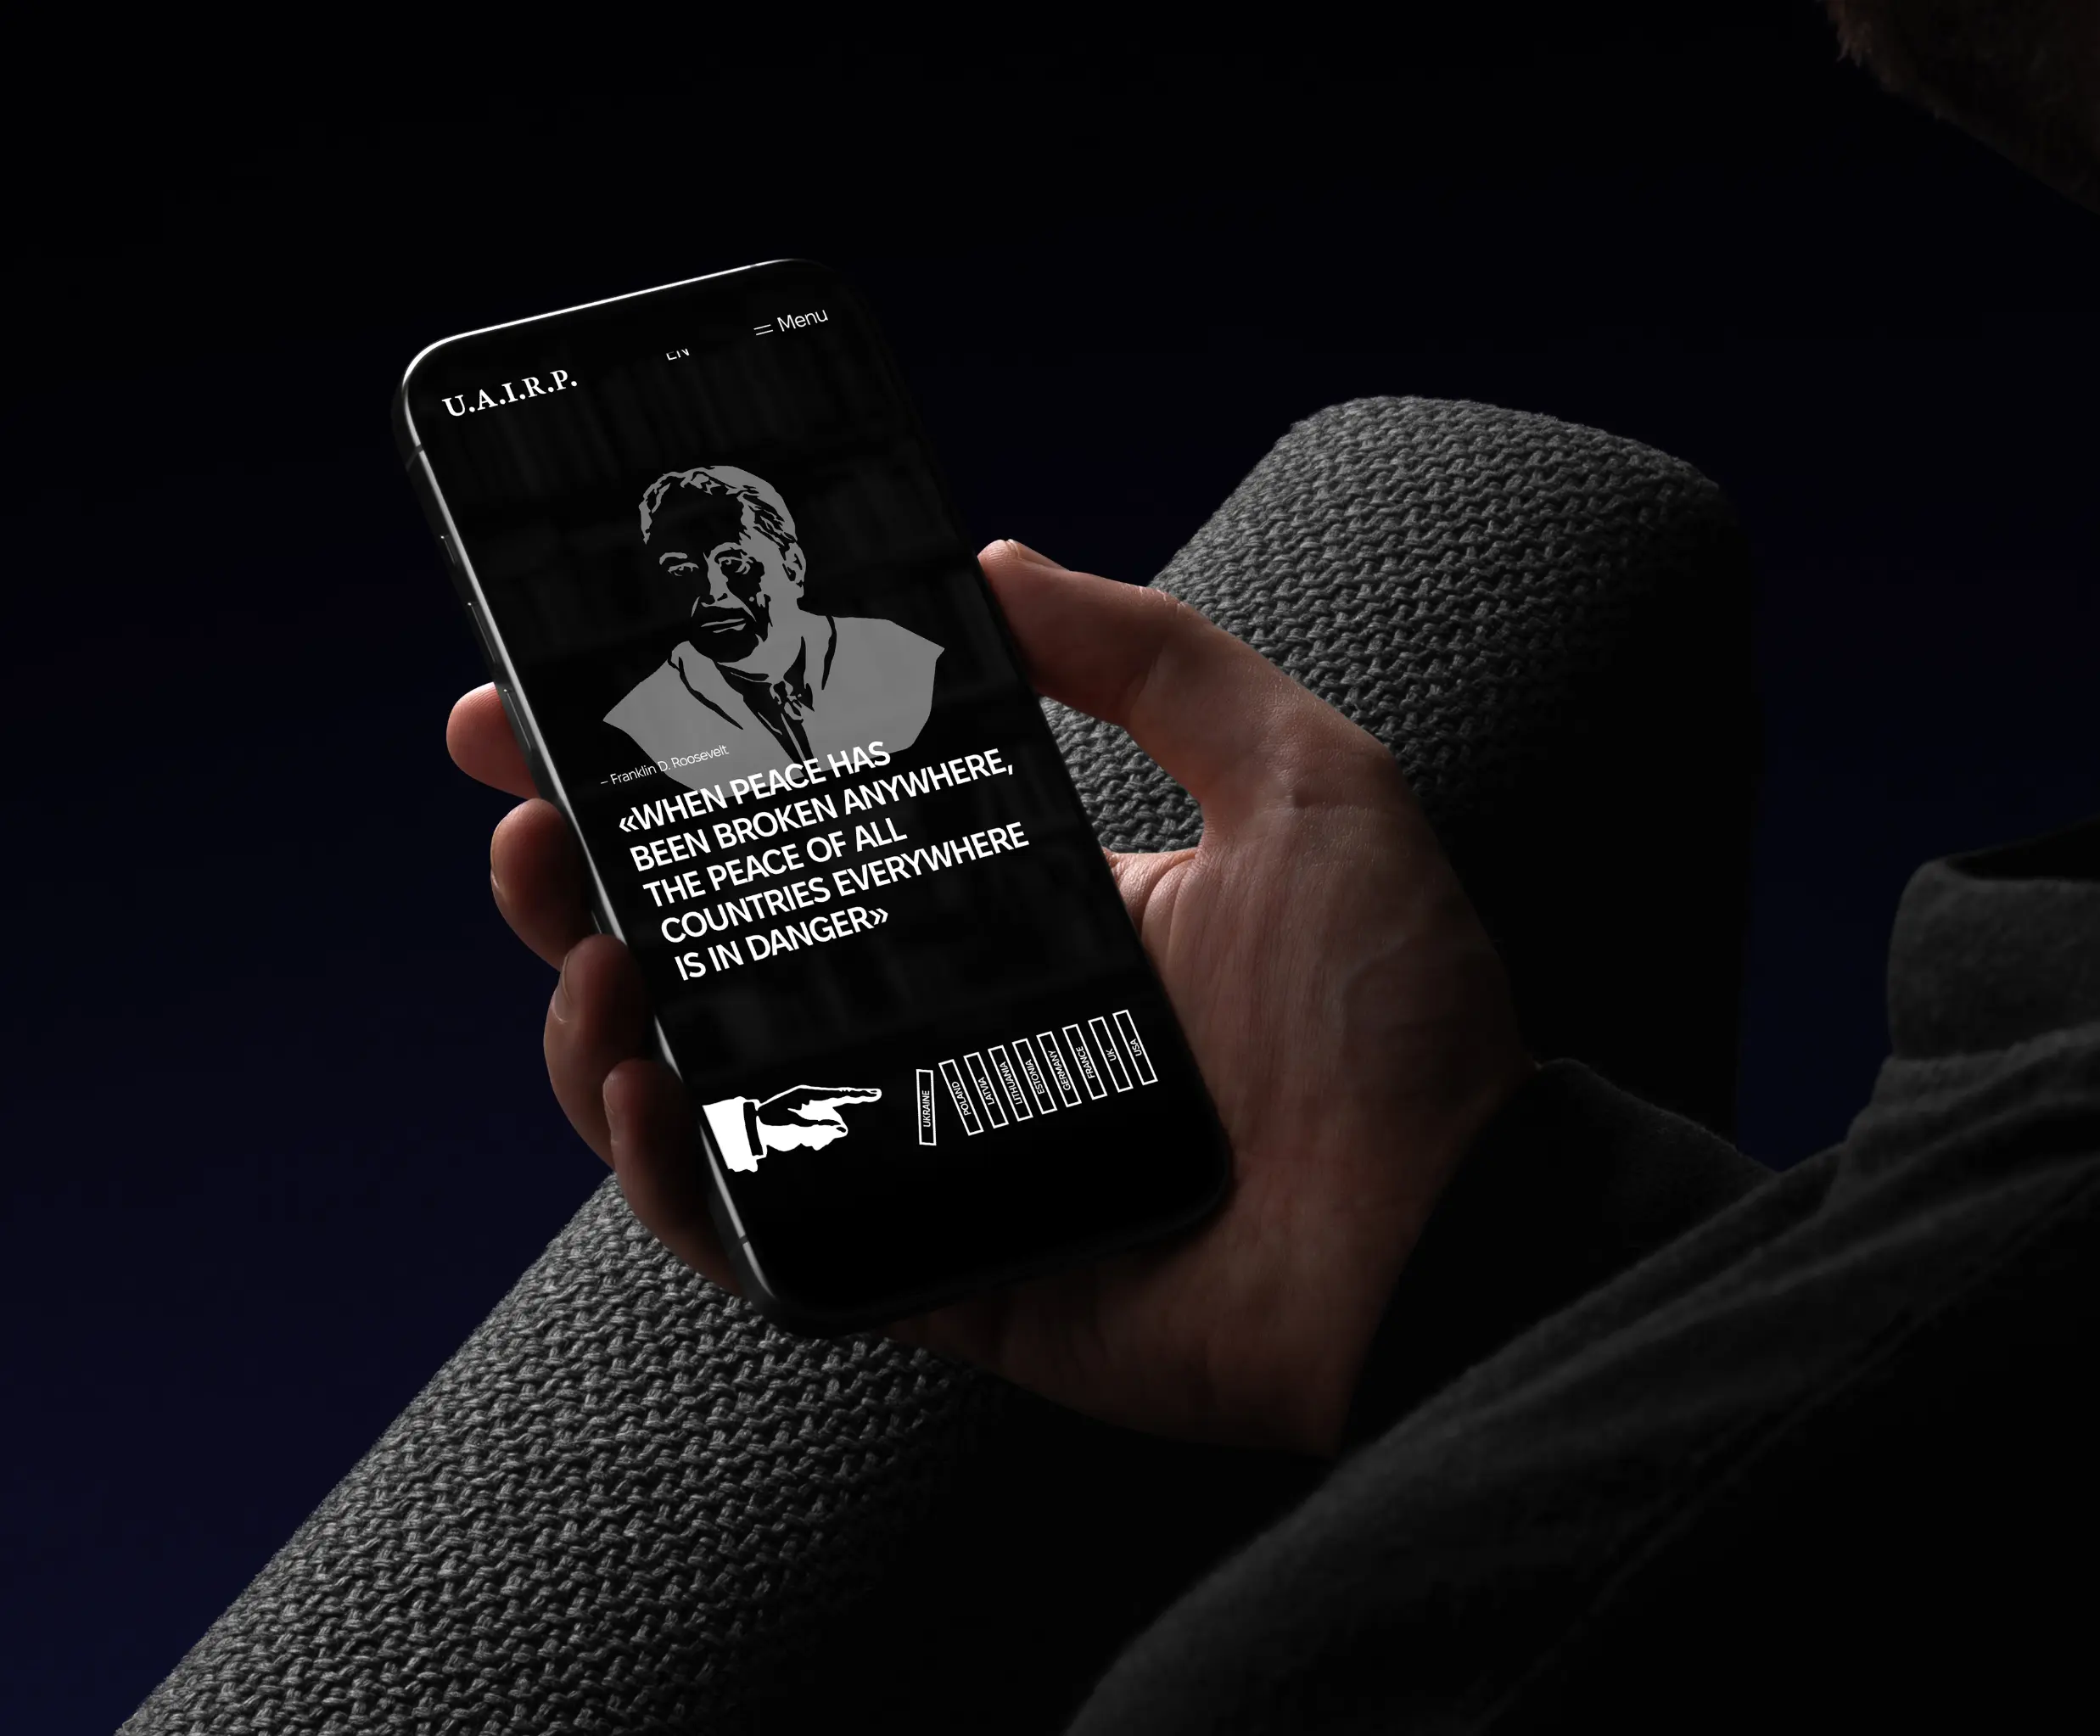 Menu
EN
U.A.I.R.P.
– Franklin D. Roosevelt
«WHEN PEACE HAS
BEEN BROKEN ANYWHERE,
THE PEACE OF ALL
COUNTRIES EVERYWHERE
IS IN DANGER»
UKRAINE
POLAND
LATVIA
LITHUANIA
ESTONIA
GERMANY
FRANCE
UK
USA